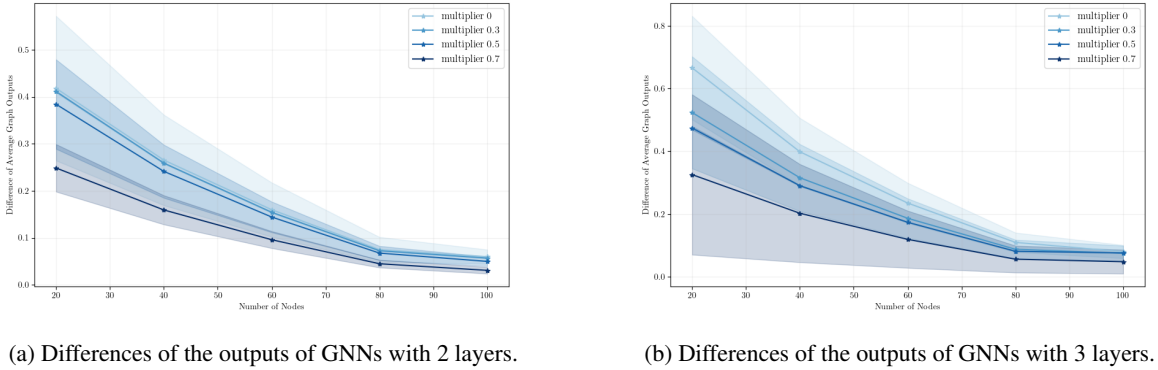 multiplier 0
multiplier 0.3
multiplier 0.5
multiplier 0.7
0.5
0.4
0.3
0.2
0.1
0.0
Difference of Average Graph Outputs
20 30 40 50 60 70 80 90 100
Number of Nodes
(a) Differences of the outputs of GNNs with 2 layers.
multiplier 0
multiplier 0.3
multiplier 0.5
multiplier 0.7
0.8
0.6
0.4
0.2
0.0
Difference of Average Graph Outputs
20 30 40 50 60 70 80 90 100
Number of Nodes
(b) Differences of the outputs of GNNs with 3 layers.